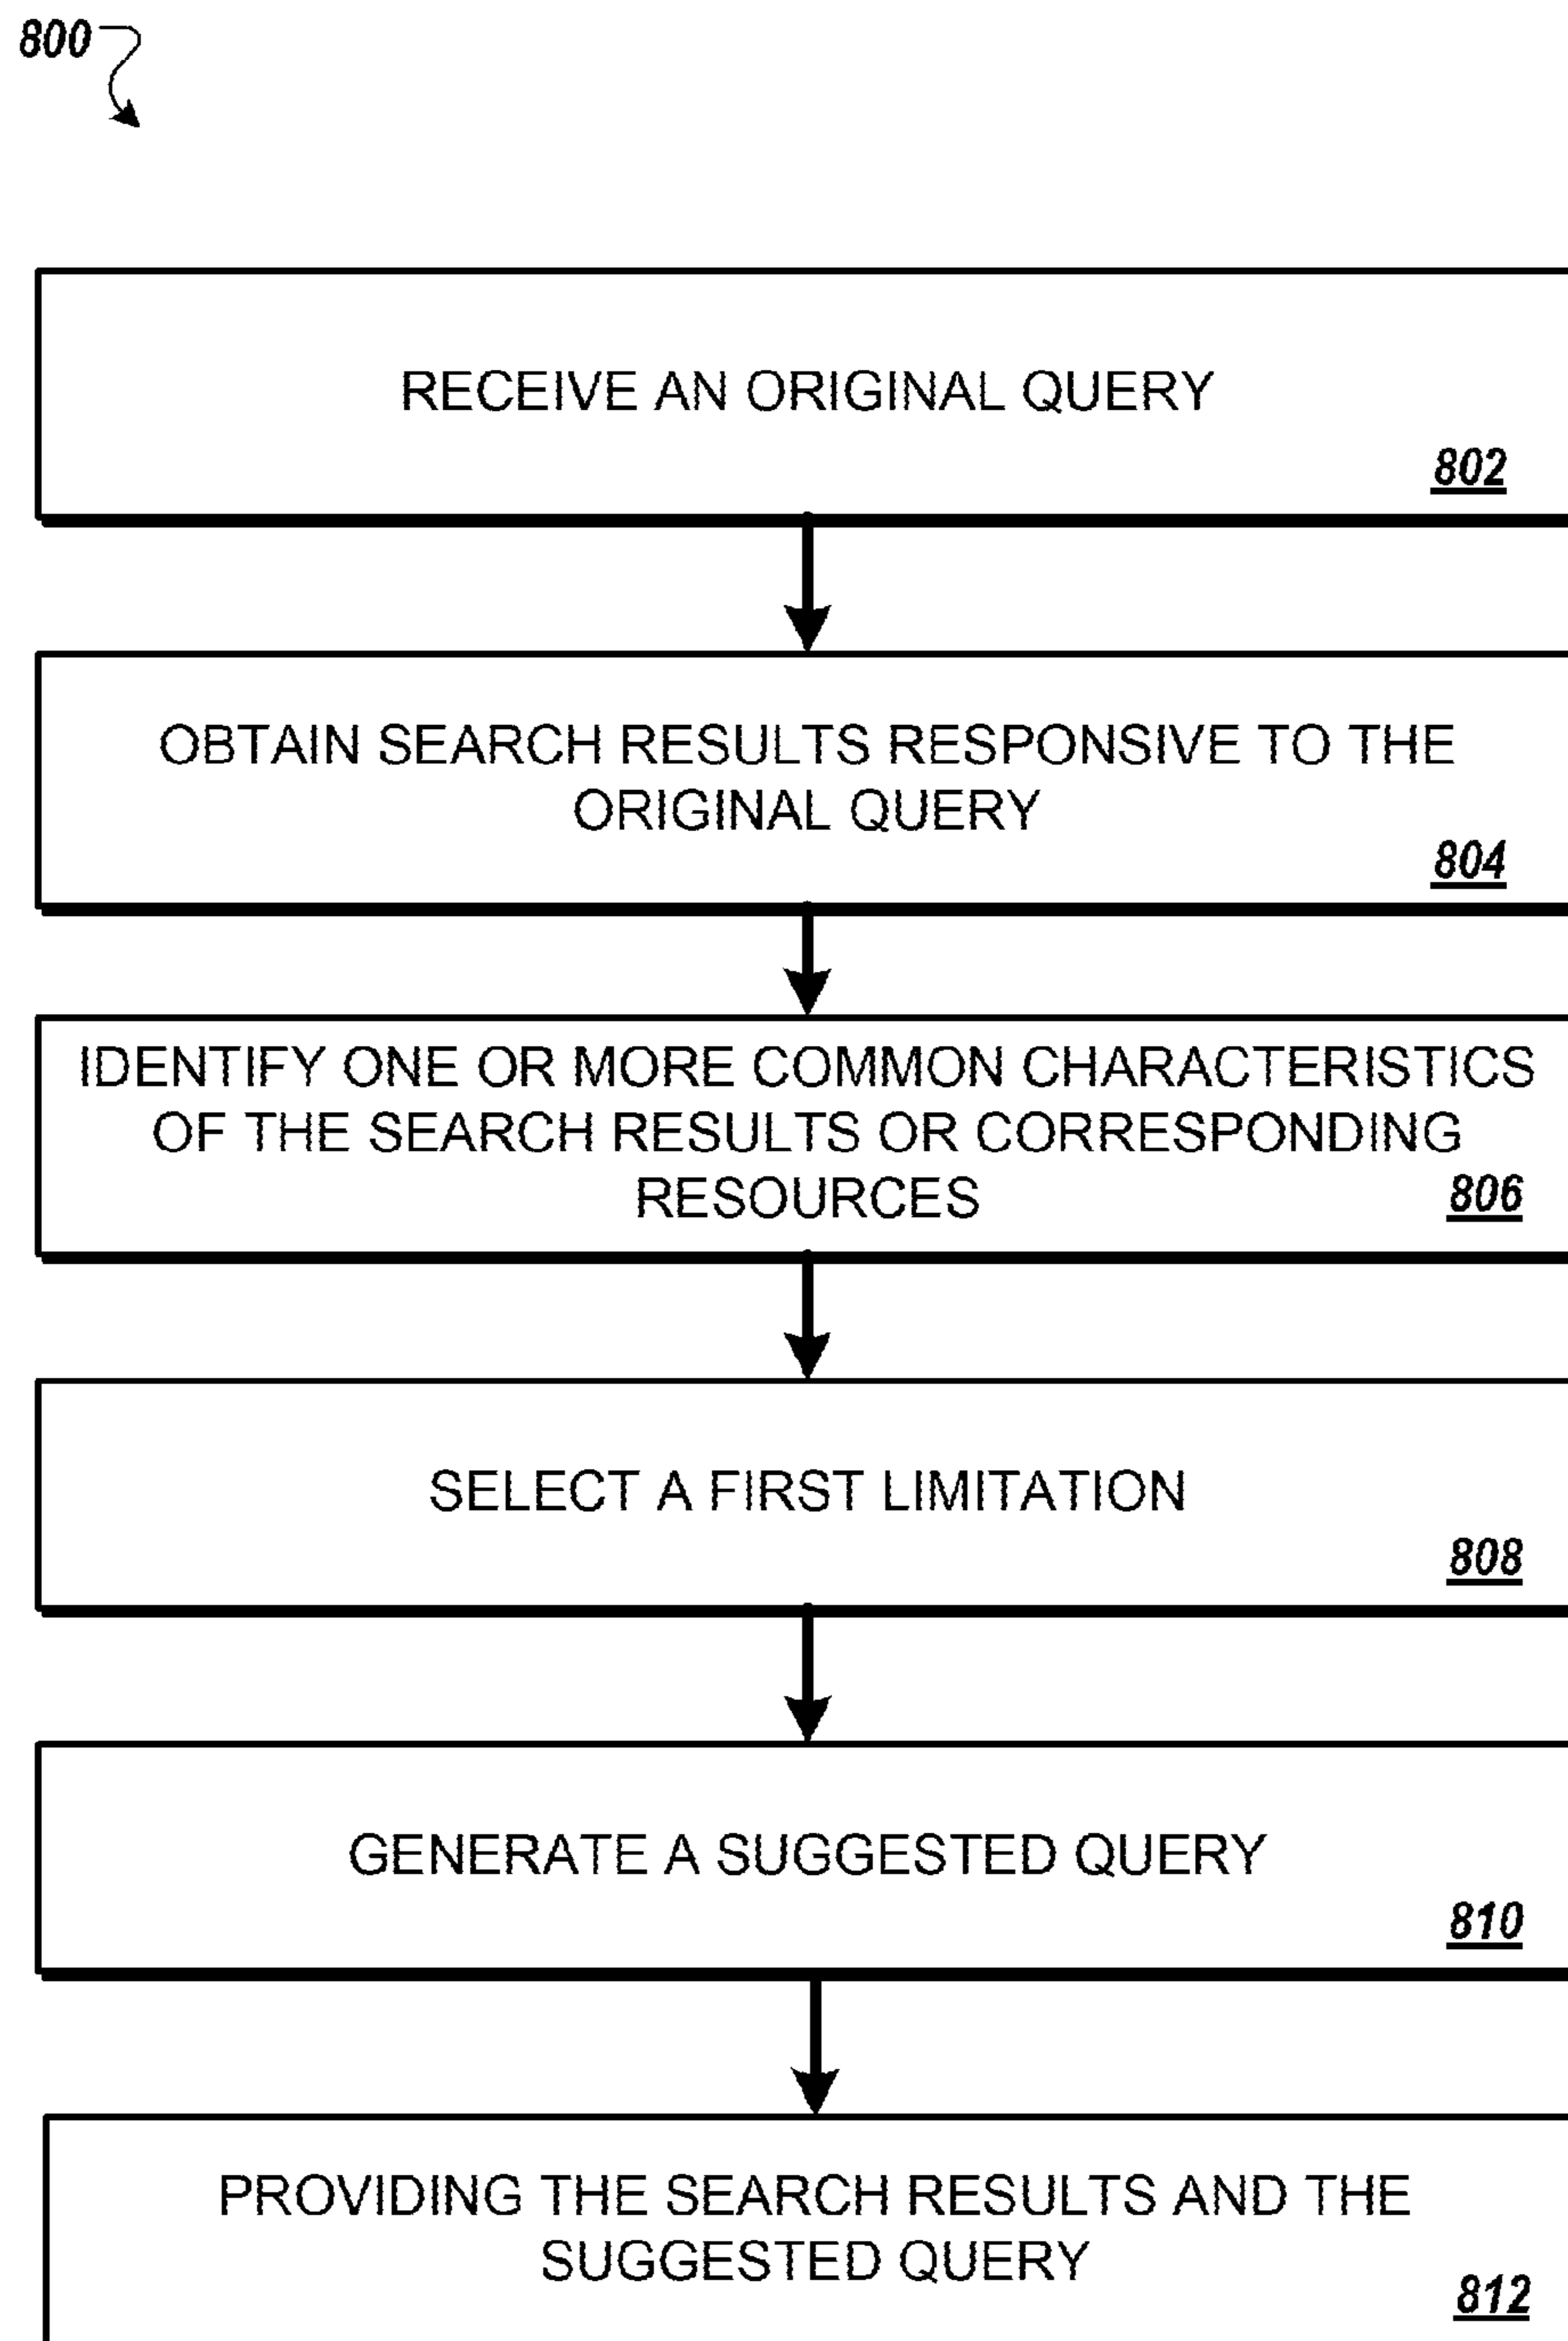 800
RECEIVE AN ORIGINAL QUERY
802
OBTAIN SEARCH RESULTS RESPONSIVE TO THE
ORIGINAL QUERY
804
IDENTIFY ONE OR MORE COMMON CHARACTERISTICS
OF THE SEARCH RESULTS OR CORRESPONDING
RESOURCES
806
SELECT A FIRST LIMITATION
808
GENERATE A SUGGESTED QUERY
810
PROVIDING THE SEARCH RESULTS AND THE
SUGGESTED QUERY
812